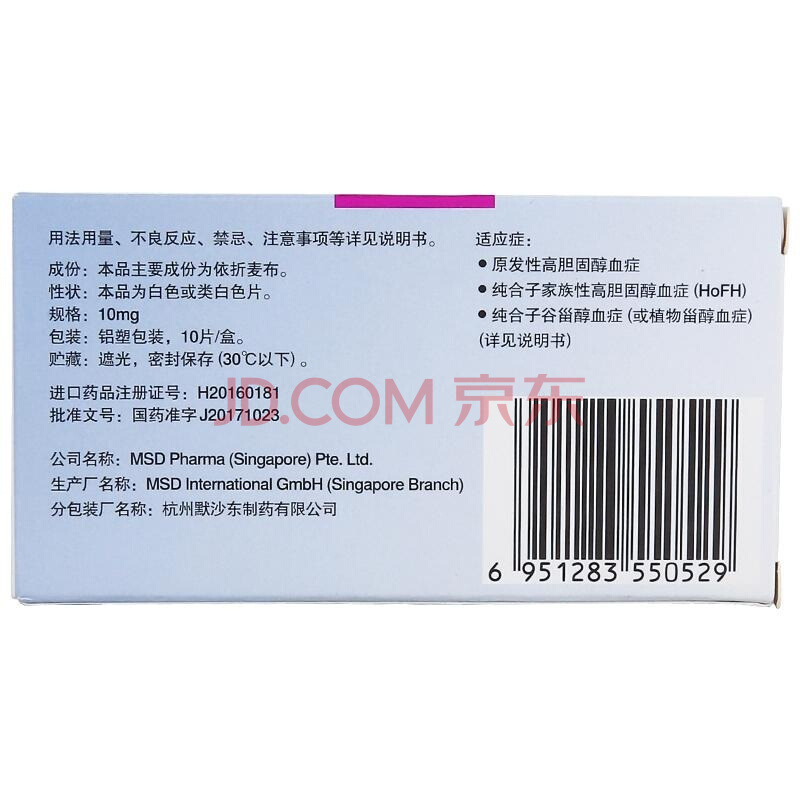 用法用量、不良反应、禁忌、注意事项等详见说明书。
成份：本品主要成份为依折麦布。
性状：本品为白色或类白色片。
规格：10mg
包装：铝塑包装，10片/盒。
贮藏：遮光，密封保存 (30℃以下) 。
进口药品注册证号：H20160181
批准文号：国药准字J20171023
公司名称：MSD Pharma (Singapore) Pte. Ltd.
生产厂名称：MSD International GmbH (Singapore Branch)
分包装厂名称：杭州默沙东制药有限公司
适应症：
● 原发性高胆固醇血症
● 纯合子家族性高胆固醇血症 (HoFH)
● 纯合子谷甾醇血症 (或植物甾醇血症)
(详见说明书)
JD.COM 京东
6 951283 550529